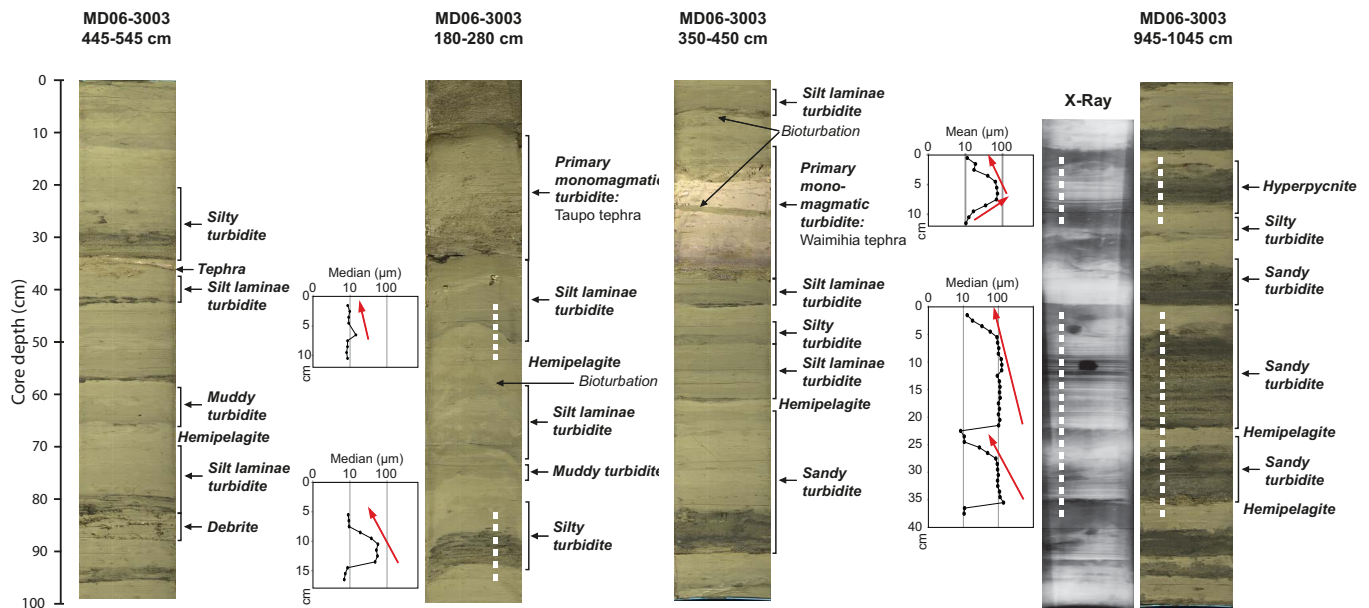 MD06-3003
445-545 cm
MD06-3003
180-280 cm
MD06-3003
350-450 cm
MD06-3003
945-1045 cm
Core depth (cm)
0
10
20
30
40
50
60
70
80
90
100
Silty
turbidite
Tephra
Silt laminae
turbidite
Muddy
turbidite
Hemipelagite
Silt laminae
turbidite
Debrite
Median (µm)
0 10 100
0
5
10
cm
Median (µm)
0 10 100
0
5
10
15
cm
Primary
monomagmatic
turbidite:
Taupo tephra
Silt laminae
turbidite
Hemipelagite
Bioturbation
Silt laminae
turbidite
Muddy turbidite
Silty
turbidite
Silt laminae
turbidite
Bioturbation
Primary
mono-
magmatic
turbidite:
Waimihia tephra
Silt laminae
turbidite
Silty
turbidite
Silt laminae
turbidite
Hemipelagite
Sandy
turbidite
Mean (µm)
0 10 100
0
5
10
cm
Median (µm)
0 10 100
0
5
10
15
20
25
30
35
40
cm
X-Ray
Hyperpycnite
Silty
turbidite
Sandy
turbidite
Sandy
turbidite
Hemipelagite
Sandy
turbidite
Hemipelagite